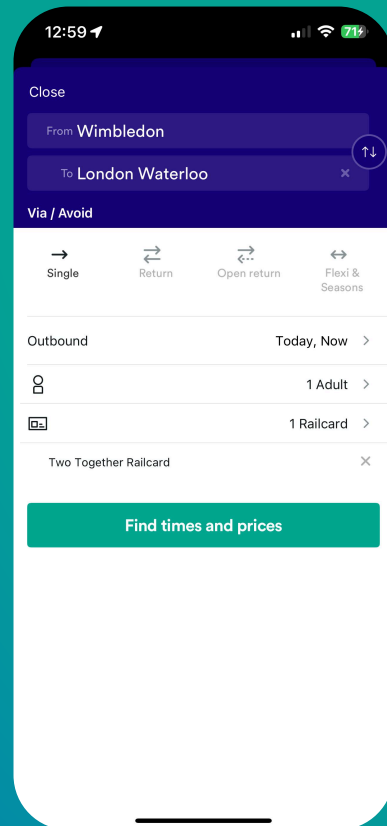 12:59
71
Close
From Wimbledon
To London Waterloo
Via / Avoid
Single
Return
Open return
Flexi &
Seasons
Outbound
Today, Now
1 Adult
1 Railcard
Two Together Railcard
Find times and prices